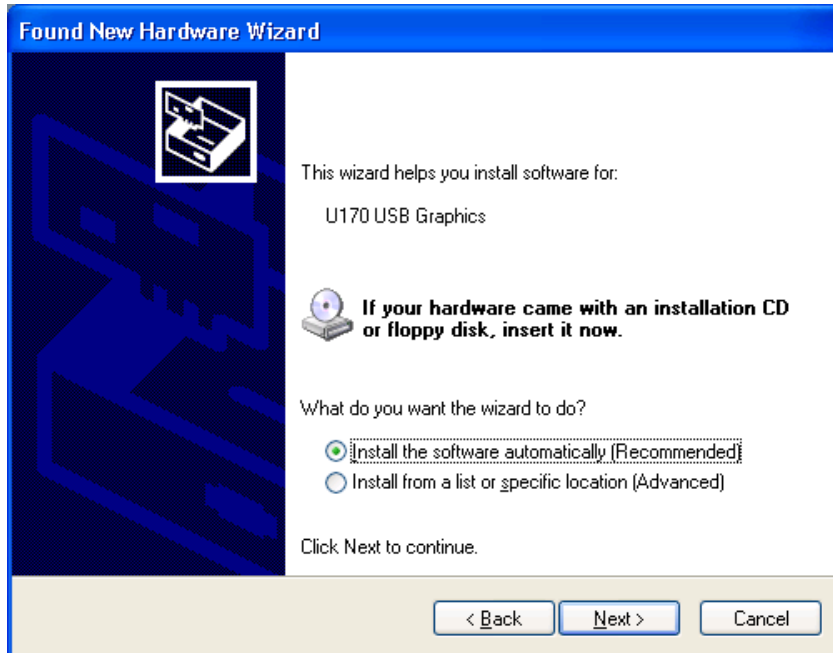 Found New Hardware Wizard
This wizard helps you install software for:
U170 USB Graphics
If your hardware came with an installation CD
or floppy disk, insert it now.
What do you want the wizard to do?
Install the software automatically (Recommended)
Install from a list or specific location (Advanced)
Click Next to continue.
< Back
Next >
Cancel